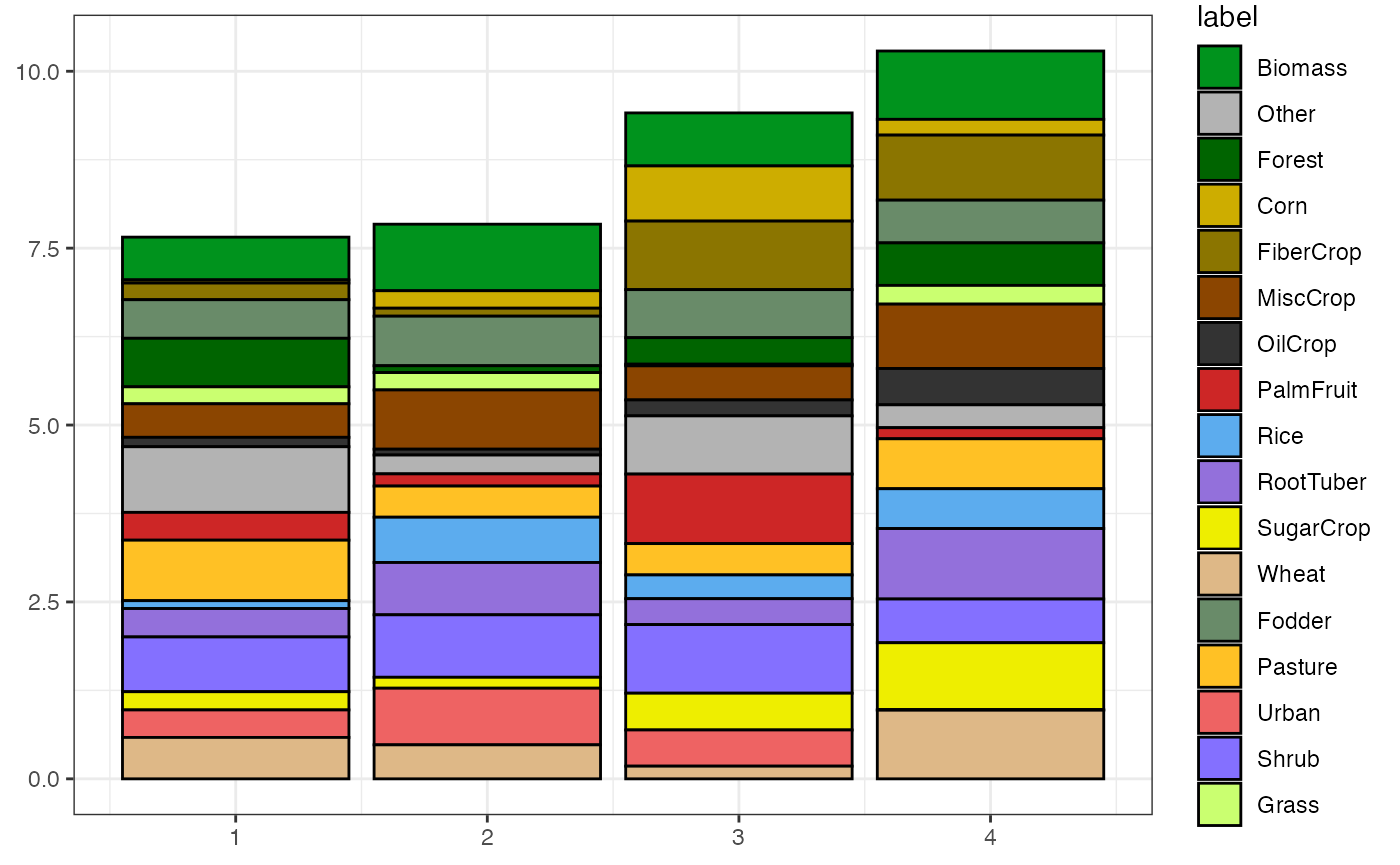 label
10.0
7.5
5.0
2.5
0.0
1 2 3 4
Biomass
Other
Forest
Corn
FiberCrop
MiscCrop
OilCrop
PalmFruit
Rice
RootTuber
SugarCrop
Wheat
Fodder
Pasture
Urban
Shrub
Grass